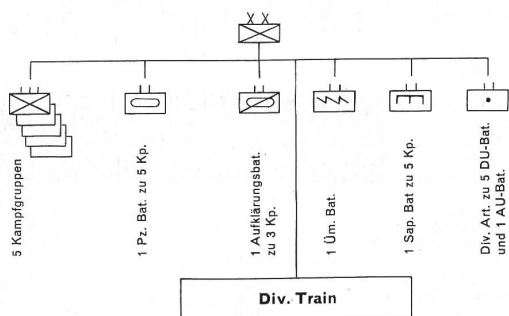 5 Kampfgruppen
1 Pz. Bat. zu 5 Kp.
1 Aufklärungsbat.
zu 3 Kp.
1 Üm. Bat.
1 Sap. Bat zu 5 Kp.
Div. Art. zu 5 DU-Bat.
und 1 AU-Bat.
Div. Train